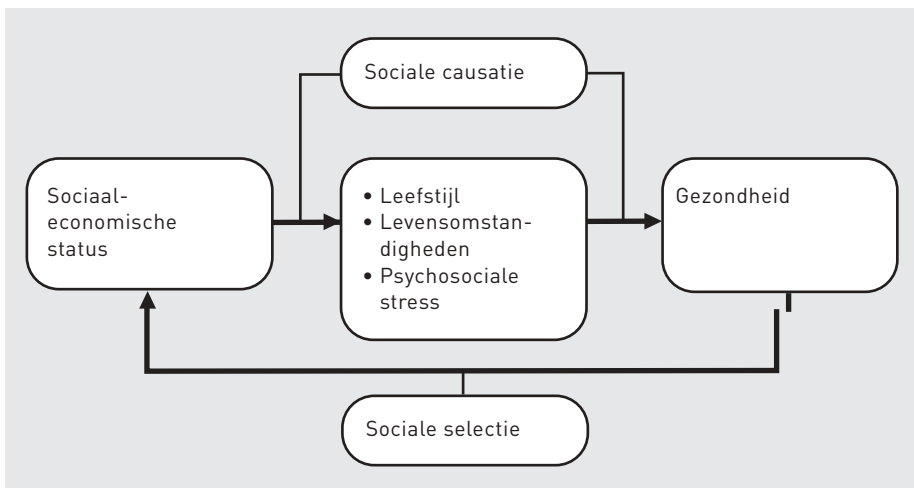 Sociale causatie
Sociaal-
economische
status
• Leefstijl
• Levensomstan-
digheden
• Psychosociale
stress
Gezondheid
Sociale selectie